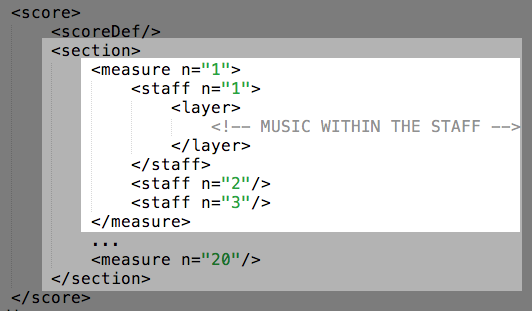 <score>
<scoreDef/>
<section>
<measure n="1">
<staff n="1">
<layer>
<!-- MUSIC WITHIN THE STAFF -->
</layer>
</staff>
<staff n="2"/>
<staff n="3"/>
</measure>
...
<measure n="20"/>
</section>
</score>